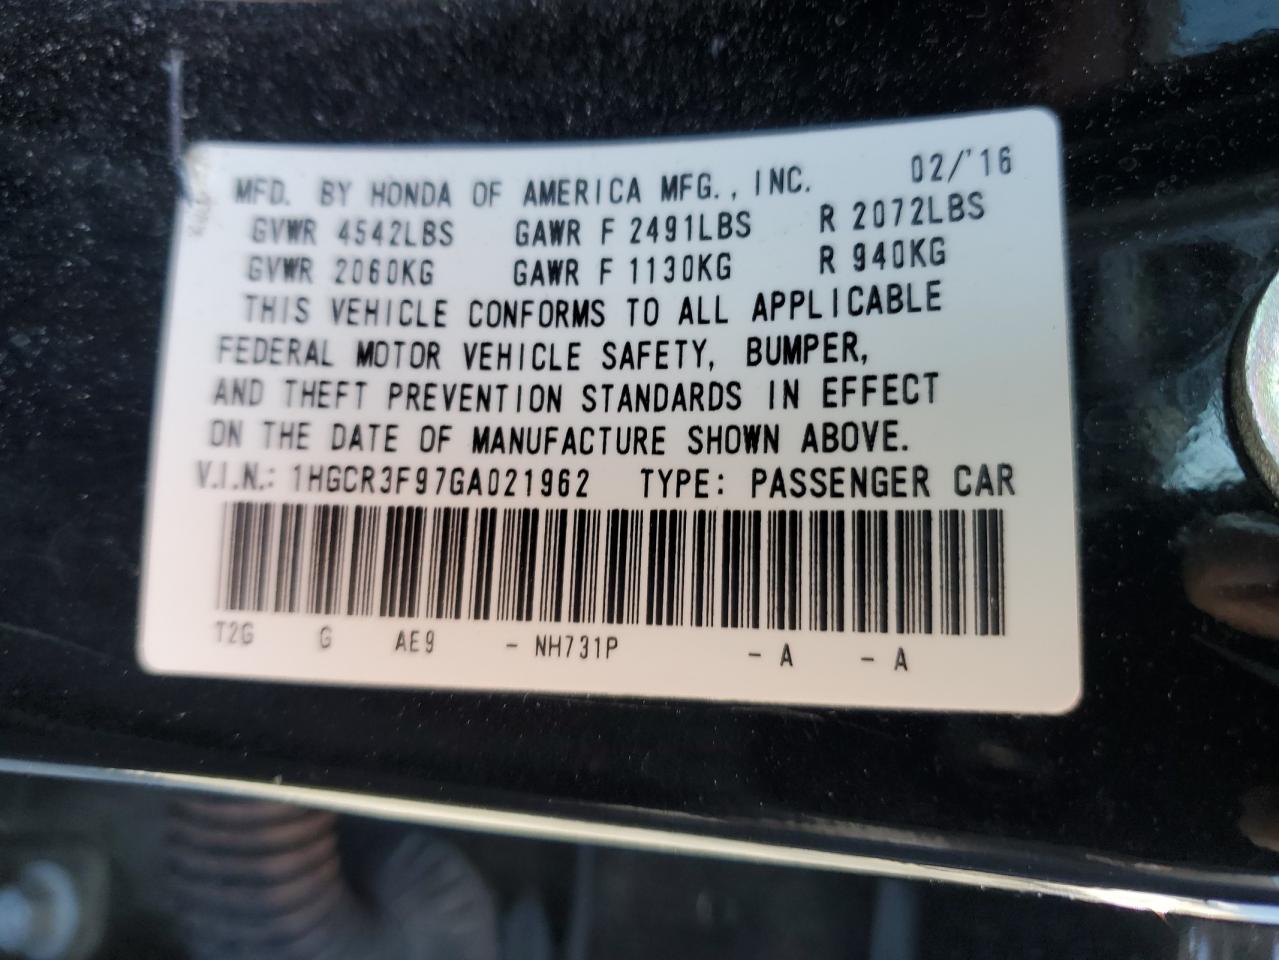 MFD. BY HONDA OF AMERICA MFG., INC. 02/'16
GVWR 4542LBS GAWR F 2491LBS R 2072LBS
GVWR 2060KG GAWR F 1130KG R 940KG
THIS VEHICLE CONFORMS TO ALL APPLICABLE
FEDERAL MOTOR VEHICLE SAFETY, BUMPER,
AND THEFT PREVENTION STANDARDS IN EFFECT
ON THE DATE OF MANUFACTURE SHOWN ABOVE.
V.I.N.: 1HGCR3F97GA021962 TYPE: PASSENGER CAR
T2G G AE9 - NH731P - A - A